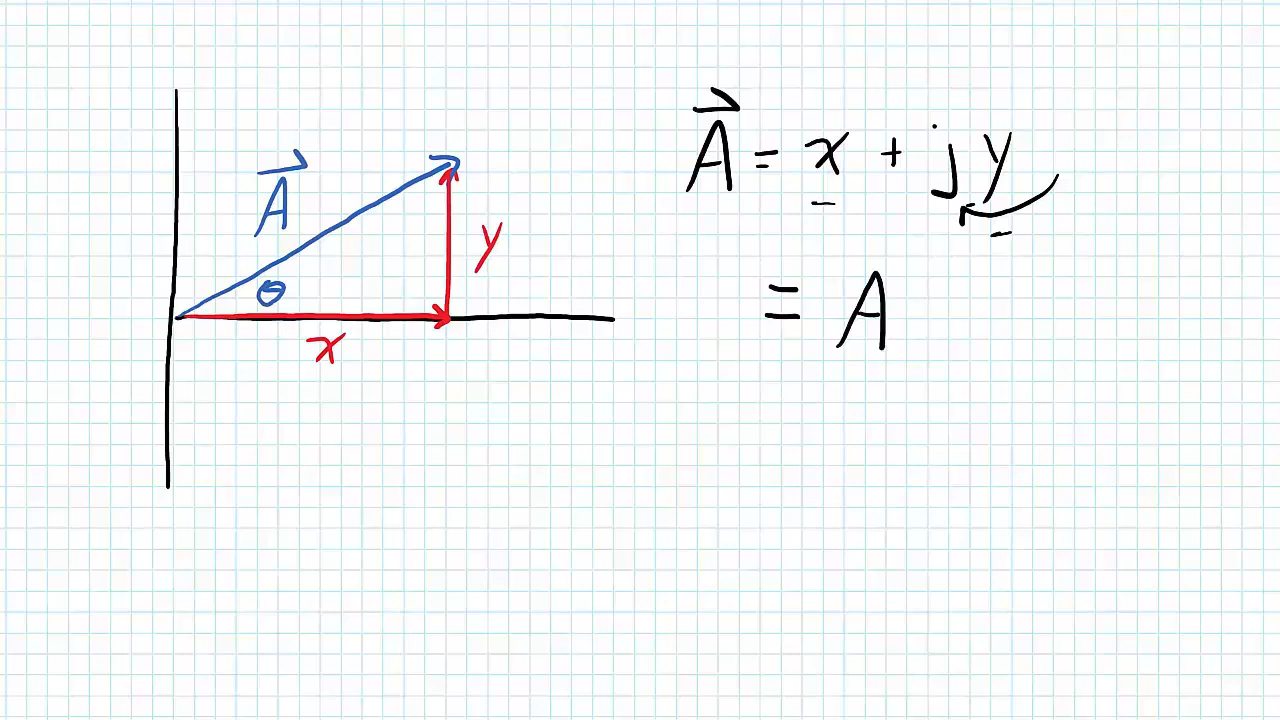 A⃗ = x + jy
= A
A⃗
y
θ
x